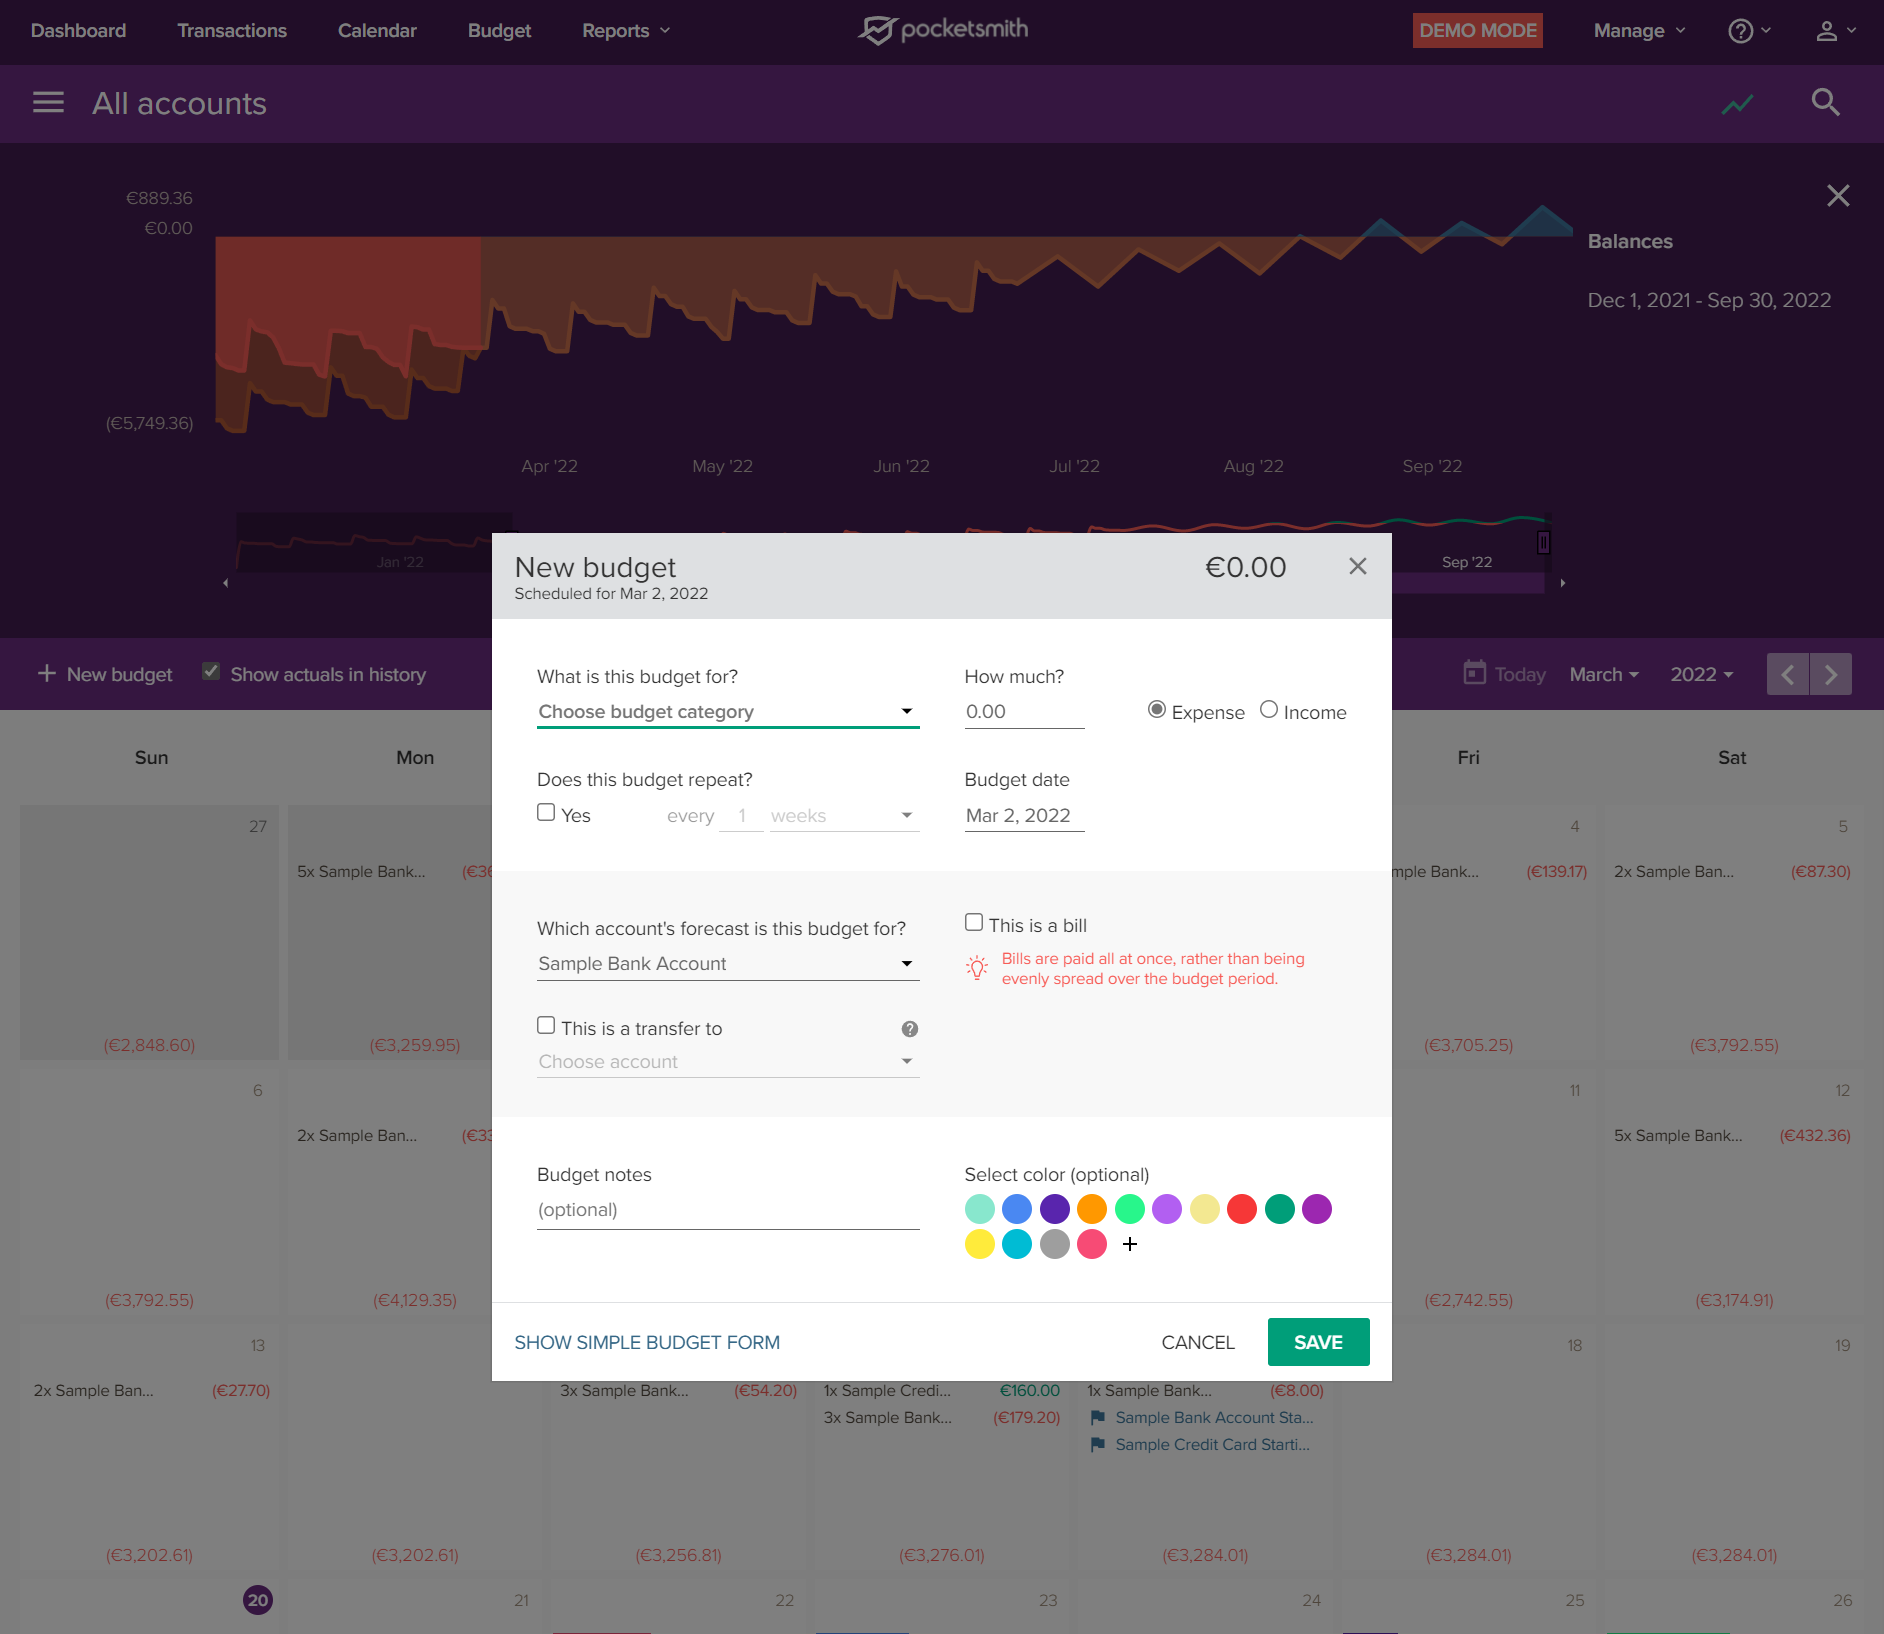 Dashboard
Transactions
Calendar
Budget
Reports
pocketsmith
DEMO MODE
Manage
?
All accounts
€889.36
€0.00
(€5,749.36)
Balances
Dec 1, 2021 - Sep 30, 2022
Apr '22
May '22
Jun '22
Jul '22
Aug '22
Sep '22
Jan '22
Sep '22
New budget
Show actuals in history
Today
March
2022
New budget
€0.00
Scheduled for Mar 2, 2022
What is this budget for?
Choose budget category
How much?
0.00
Expense
Income
Does this budget repeat?
Yes
every 1 weeks
Budget date
Mar 2, 2022
Which account's forecast is this budget for?
Sample Bank Account
This is a bill
Bills are paid all at once, rather than being
evenly spread over the budget period.
This is a transfer to
?
Choose account
Budget notes
(optional)
Select color (optional)
+
SHOW SIMPLE BUDGET FORM
CANCEL
SAVE
Sun
Mon
Fri
Sat
27
4
5
5x Sample Bank...
mple Bank...
(€139.17)
2x Sample Ban...
(€87.30)
(€2,848.60)
(€3,259.95)
(€3,705.25)
(€3,792.55)
6
11
12
2x Sample Ban...
5x Sample Bank...
(€432.36)
(€3,792.55)
(€4,129.35)
(€2,742.55)
(€3,174.91)
13
18
19
2x Sample Ban...
(€27.70)
3x Sample Bank...
(€54.20)
1x Sample Credi...
€160.00
1x Sample Bank...
(€8.00)
3x Sample Bank...
(€179.20)
Sample Bank Account Sta...
Sample Credit Card Starti...
(€3,202.61)
(€3,202.61)
(€3,256.81)
(€3,276.01)
(€3,284.01)
(€3,284.01)
(€3,284.01)
20
21
22
23
24
25
26